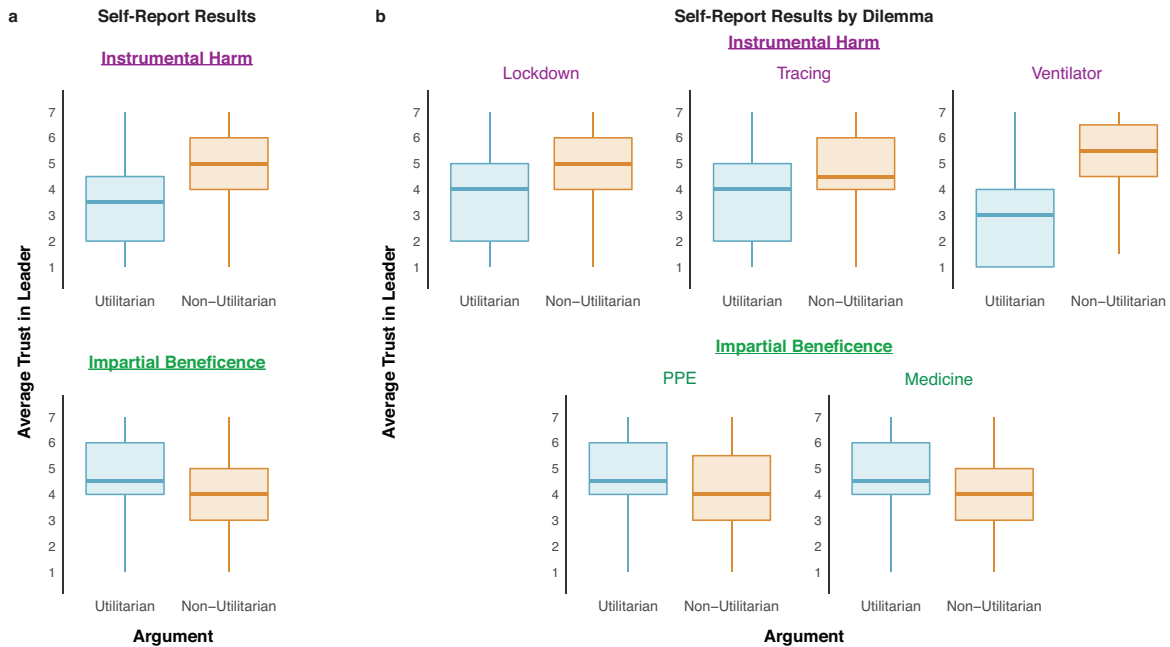 a
Self-Report Results
Instrumental Harm
7
6
5
4
3
2
1
Utilitarian
Non−Utilitarian
Impartial Beneficence
7
6
5
4
3
2
1
Utilitarian
Non−Utilitarian
Average Trust in Leader
Argument
b
Self-Report Results by Dilemma
Instrumental Harm
Lockdown
7
6
5
4
3
2
1
Utilitarian
Non−Utilitarian
Tracing
7
6
5
4
3
2
1
Utilitarian
Non−Utilitarian
Ventilator
7
6
5
4
3
2
1
Utilitarian
Non−Utilitarian
Average Trust in Leader
Impartial Beneficence
PPE
7
6
5
4
3
2
1
Utilitarian
Non−Utilitarian
Medicine
7
6
5
4
3
2
1
Utilitarian
Non−Utilitarian
Argument